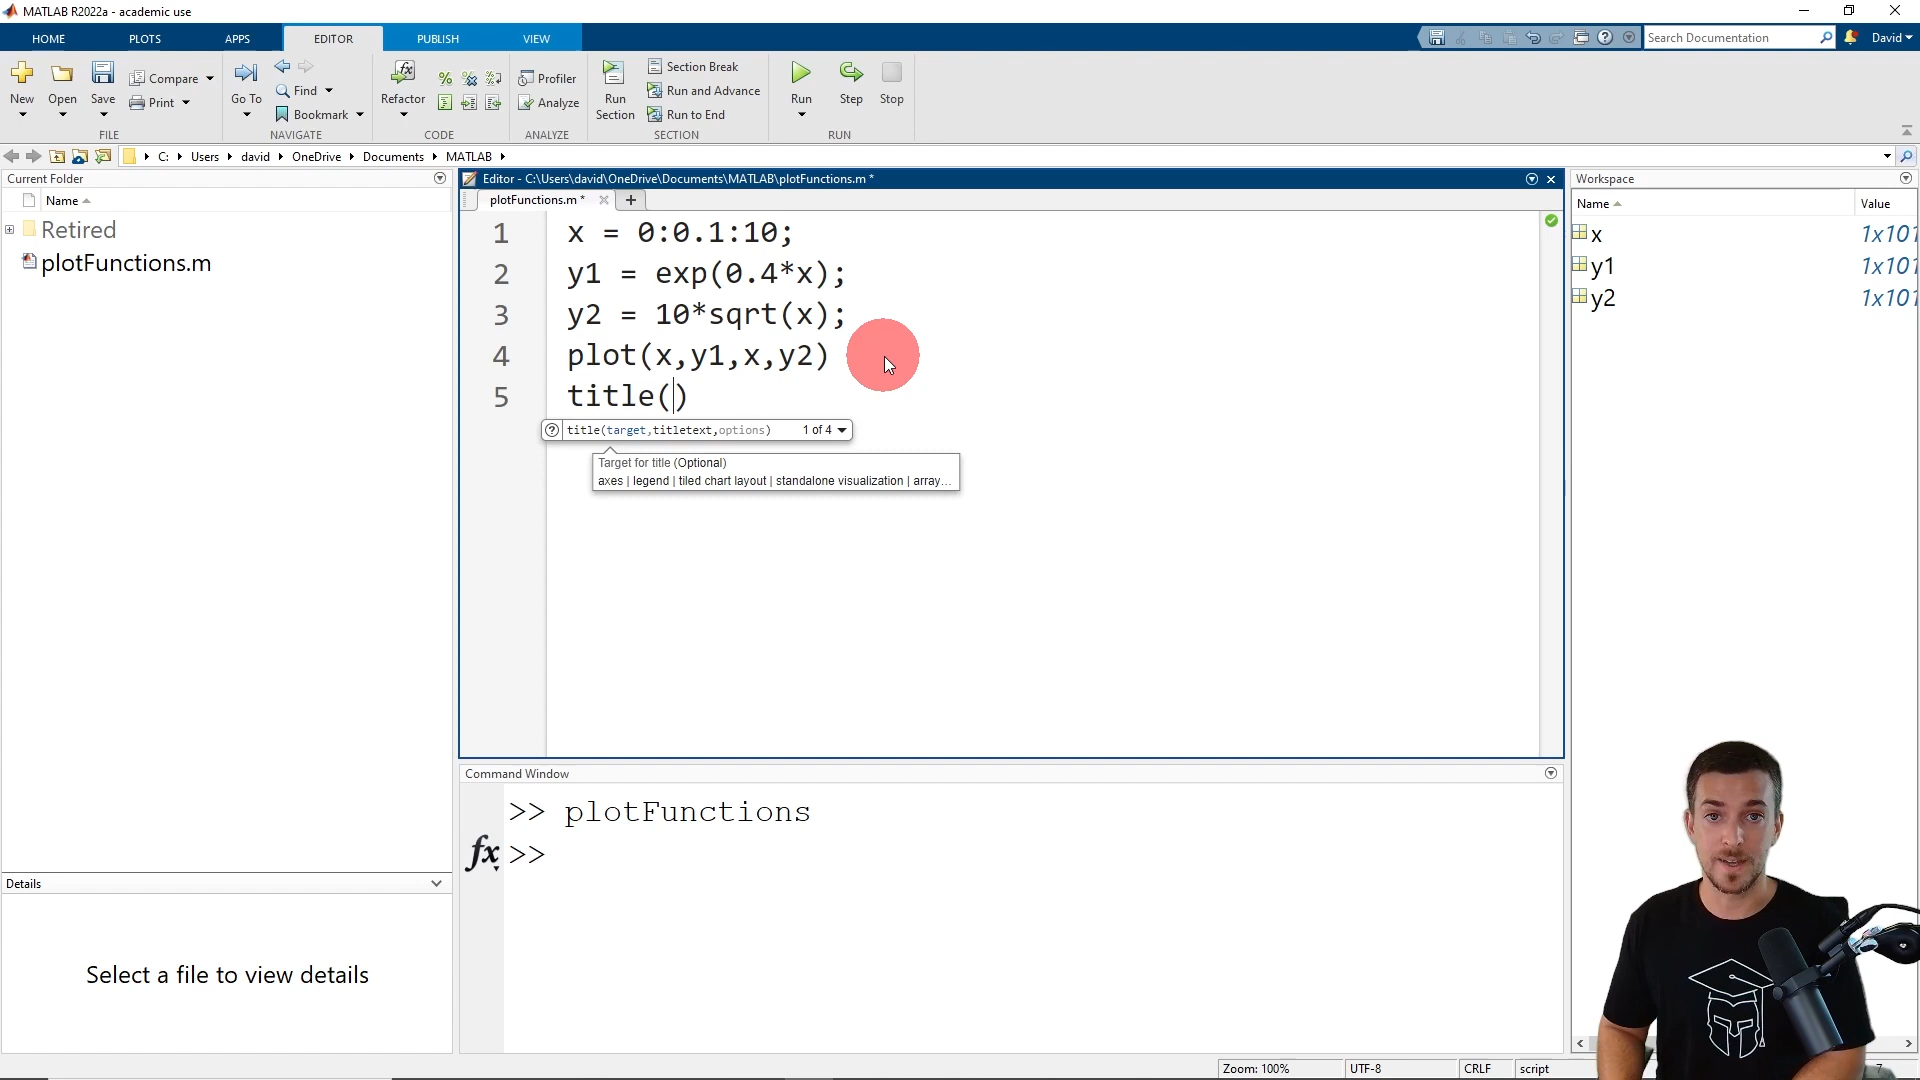 MATLAB R2022a - academic use
HOME PLOTS APPS EDITOR PUBLISH VIEW
Search Documentation
David
New
Open
Save
Compare
Print
FILE
Go To
Find
Bookmark
NAVIGATE
Refactor
CODE
Profiler
Analyze
ANALYZE
Run
Section
Section Break
Run and Advance
Run to End
SECTION
Run
Step
Stop
RUN
C: Users david OneDrive Documents MATLAB
Current Folder
Name
Retired
plotFunctions.m
Details
Select a file to view details
Editor - C:\Users\david\OneDrive\Documents\MATLAB\plotFunctions.m *
plotFunctions.m *
1 x = 0:0.1:10;
2 y1 = exp(0.4*x);
3 y2 = 10*sqrt(x);
4 plot(x,y1,x,y2)
5 title()
title(target,titletext,options) 1 of 4
Target for title (Optional)
axes | legend | tiled chart layout | standalone visualization | array...
Command Window
>> plotFunctions
fx >>
Workspace
Name Value
x 1x101
y1 1x101
y2 1x101
Zoom: 100% UTF-8 CRLF script 7